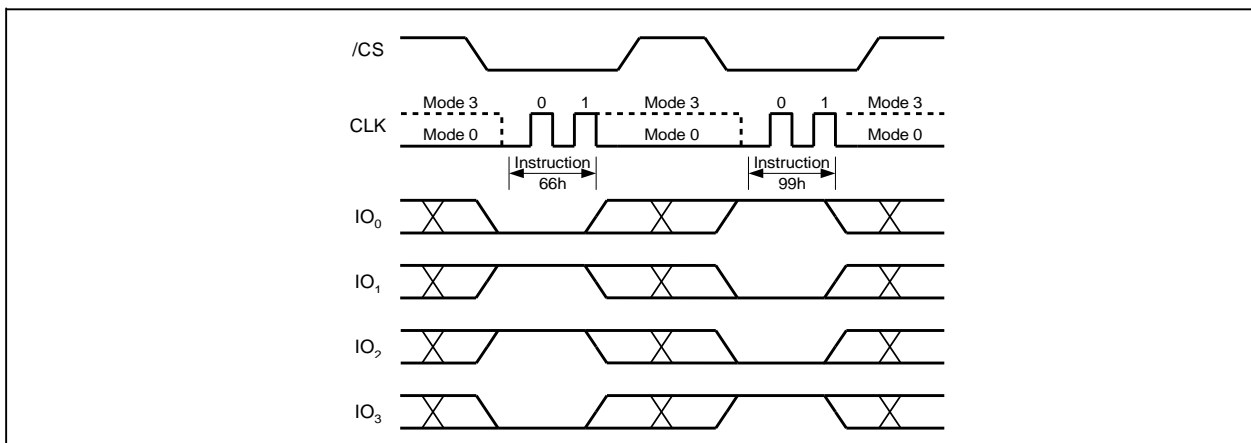 /CS
Mode 3 0 1 Mode 3 0 1 Mode 3
CLK
Mode 0 Mode 0 Mode 0
Instruction Instruction
66h 99h
IO₀
IO₁
IO₂
IO₃